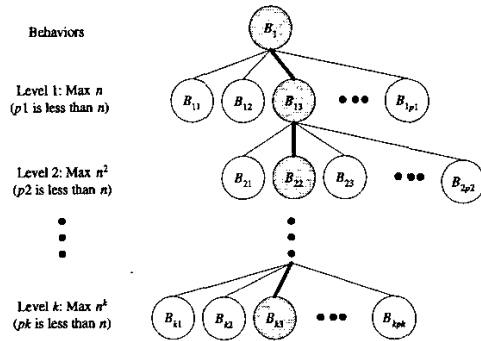 Behaviors
B1
Level 1: Max n
(p1 is less than n)
B11 B12 B13 B1p1
Level 2: Max n²
(p2 is less than n)
B21 B22 B23 B2p2
Level k: Max nᵏ
(pk is less than n)
Bk1 Bk2 Bk3 Bkpk